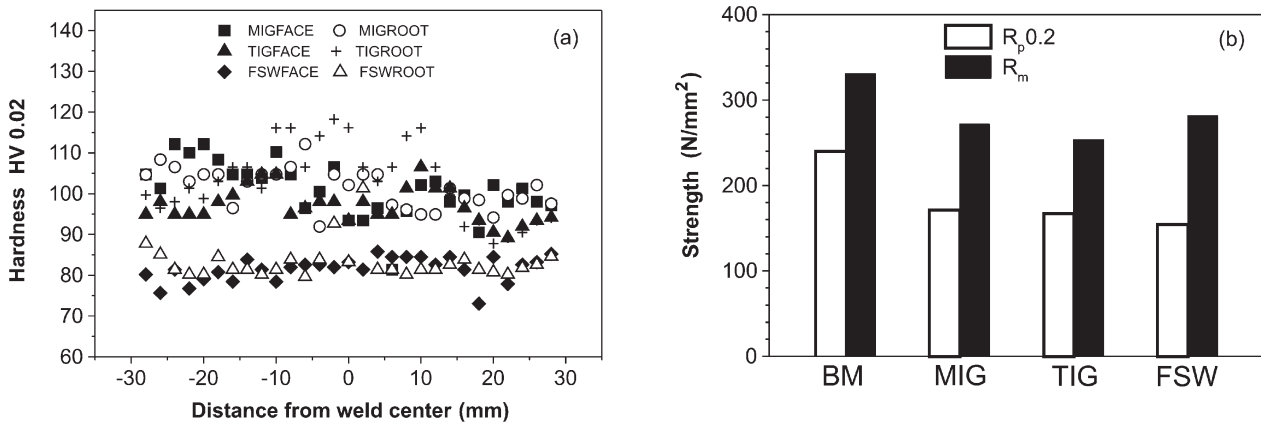 140
130
120
110
100
90
80
70
60
-30 -20 -10 0 10 20 30
Hardness HV 0.02
Distance from weld center (mm)
MIGFACE MIGROOT
TIGFACE TIGROOT
FSWFACE FSWROOT
(a)
400
300
200
100
0
Strength (N/mm²)
Rp0.2
Rm
(b)
BM MIG TIG FSW